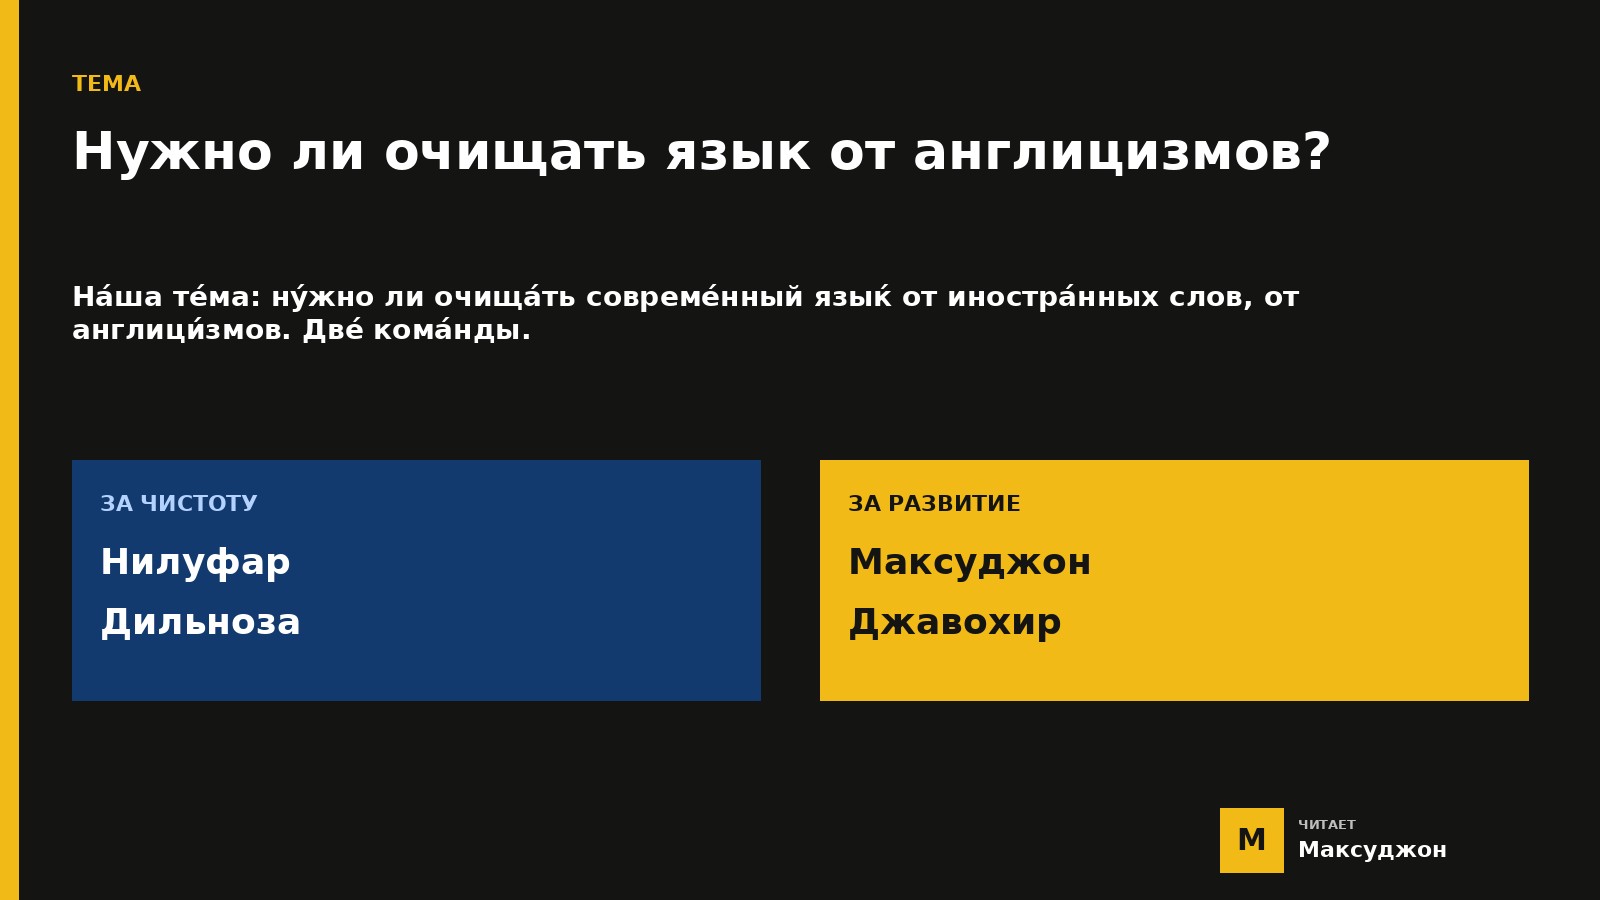 ТЕМА
Нужно ли очищать язык от англицизмов?
На́ша те́ма: ну́жно ли очища́ть совреме́нный язы́к от иностра́нных слов, от
англици́змов. Две́ кома́нды.
ЗА ЧИСТОТУ
Нилуфар
Дильноза
ЗА РАЗВИТИЕ
Максуджон
Джавохир
М
ЧИТАЕТ
Максуджон